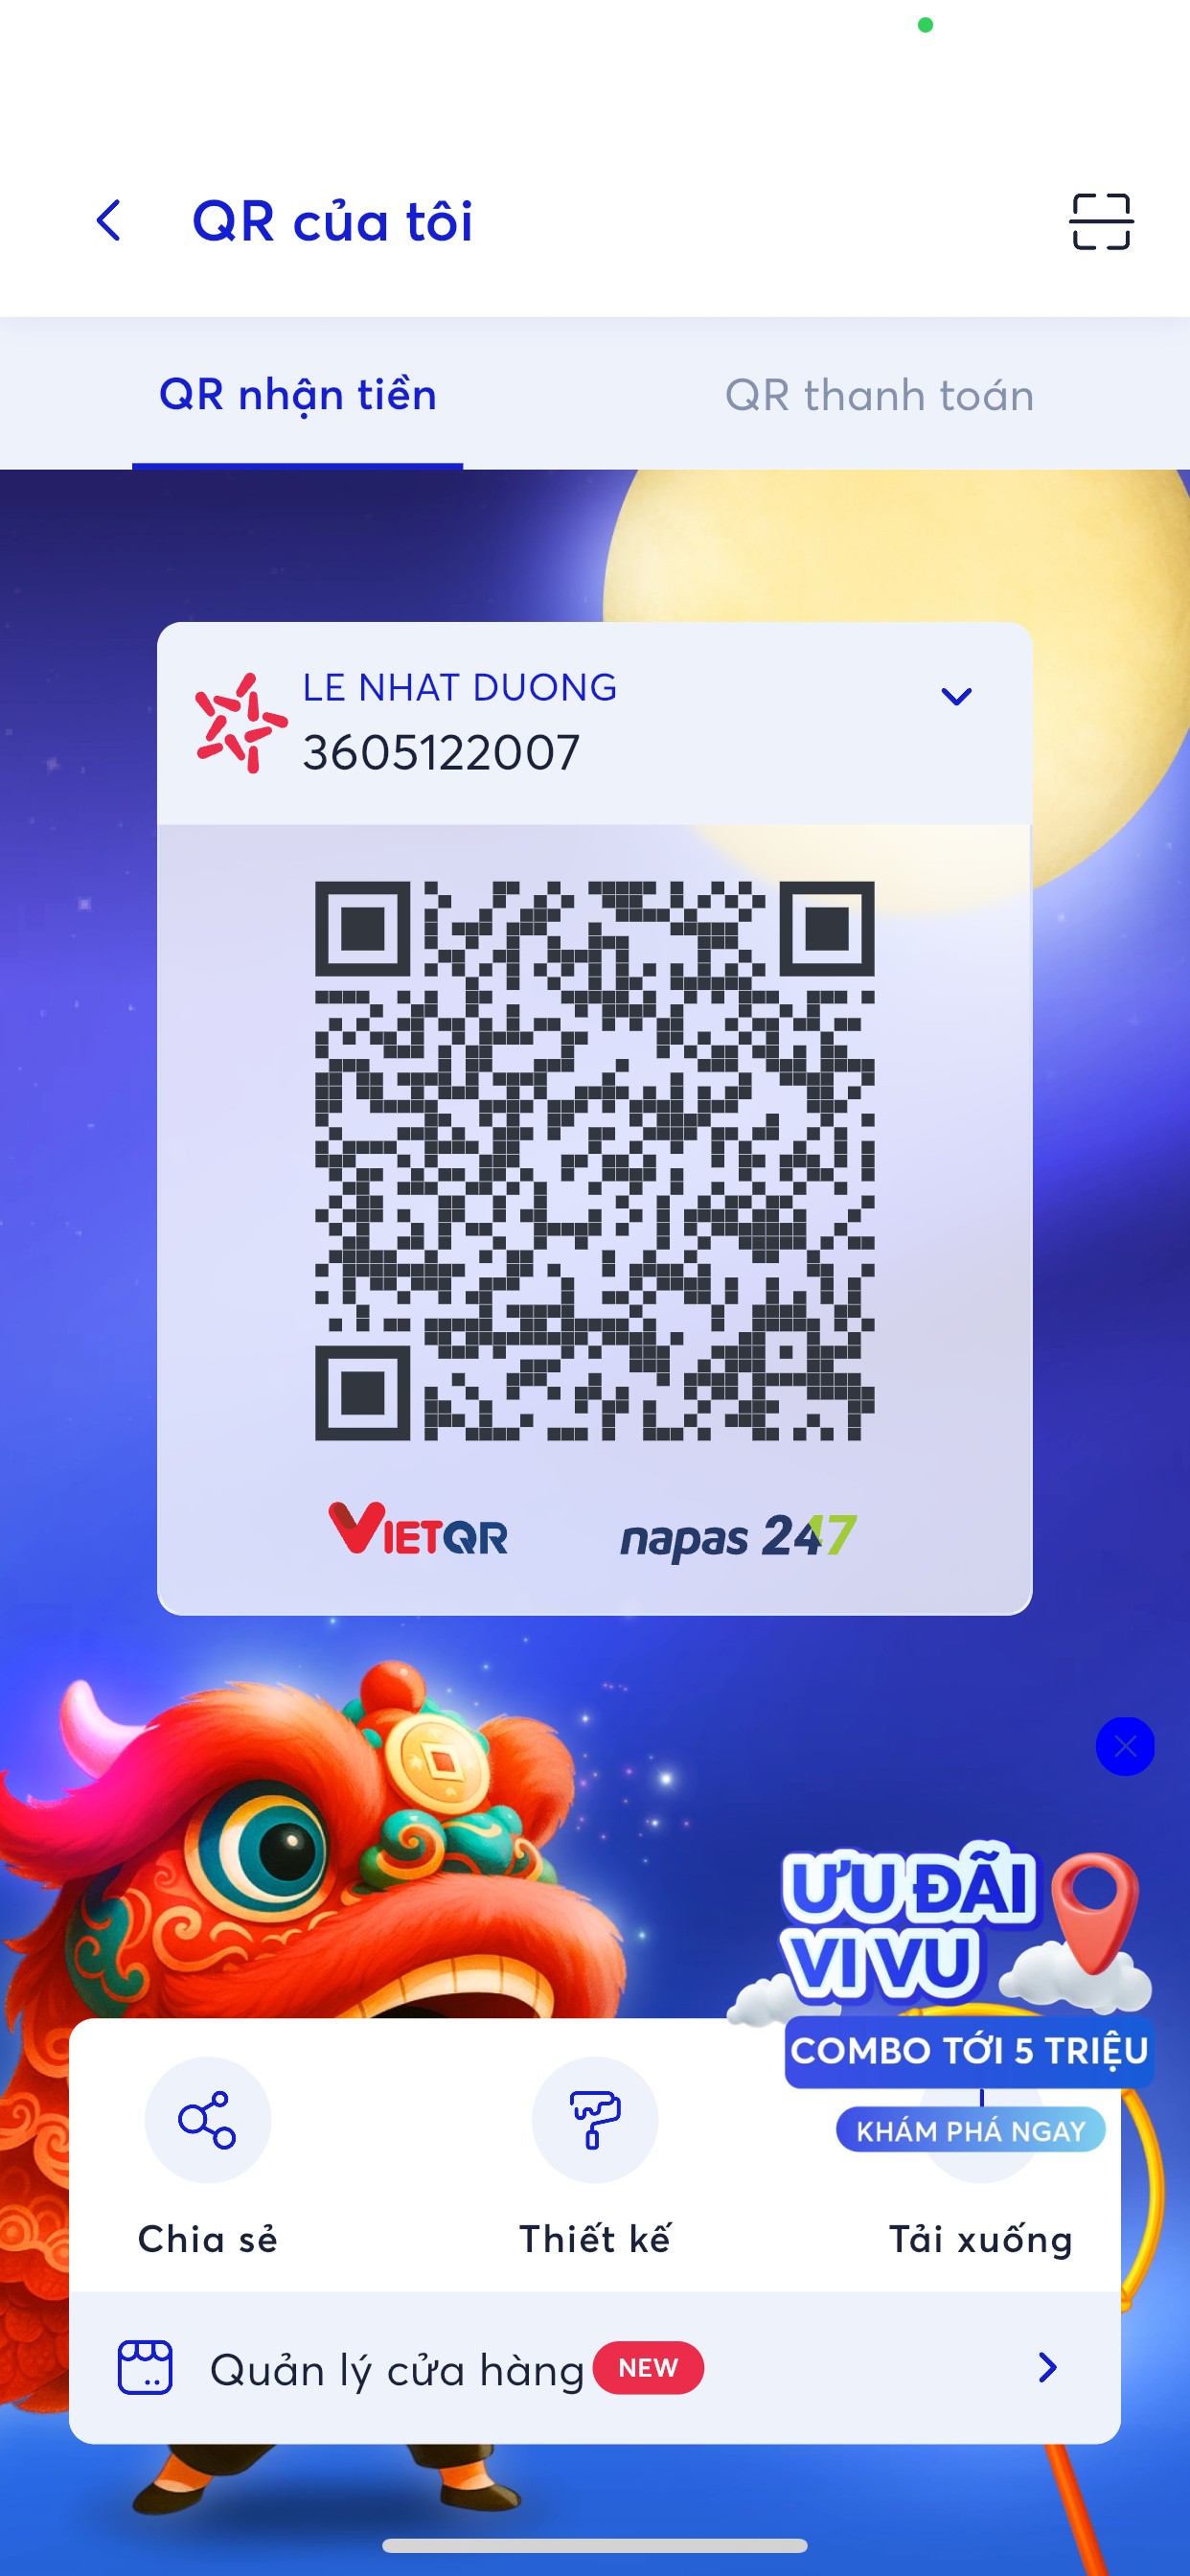 QR của tôi
QR nhận tiền
QR thanh toán
LE NHAT DUONG
3605122007
VIETQR
napas 247
ƯU ĐÃI
VI VU
COMBO TỚI 5 TRIỆU
KHÁM PHÁ NGAY
Chia sẻ
Thiết kế
Tải xuống
Quản lý cửa hàng NEW